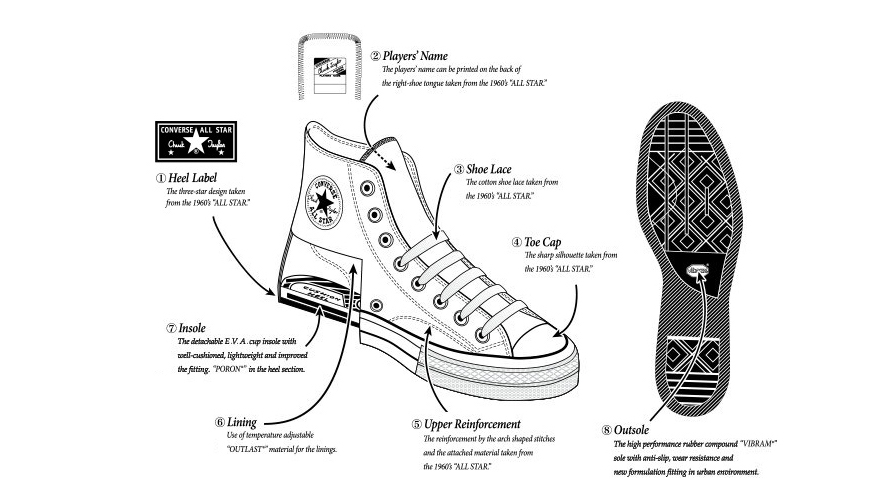 ② Players' Name
The players' name can be printed on the back of
the right-shoe tongue taken from the 1960's "ALL STAR."
CONVERSE ALL STAR
Chuck Taylor
① Heel Label
The three-star design taken
from the 1960's "ALL STAR."
③ Shoe Lace
The cotton shoe lace taken from
the 1960's "ALL STAR."
CONVERSE
ALL STAR
④ Toe Cap
The sharp silhouette taken from
the 1960's "ALL STAR."
vibram
CUSHION
HEEL
⑦ Insole
The detachable E.V.A. cup insole with
well-cushioned, lightweight and improved
the fitting. "PORON®" in the heel section.
⑥ Lining
Use of temperature adjustable
"OUTLAST®" material for the linings.
⑤ Upper Reinforcement
The reinforcement by the arch shaped stitches
and the attached material taken from
the 1960's "ALL STAR."
⑧ Outsole
The high performance rubber compound "VIBRAM®"
sole with anti-slip, wear resistance and
new formulation fitting in urban environment.